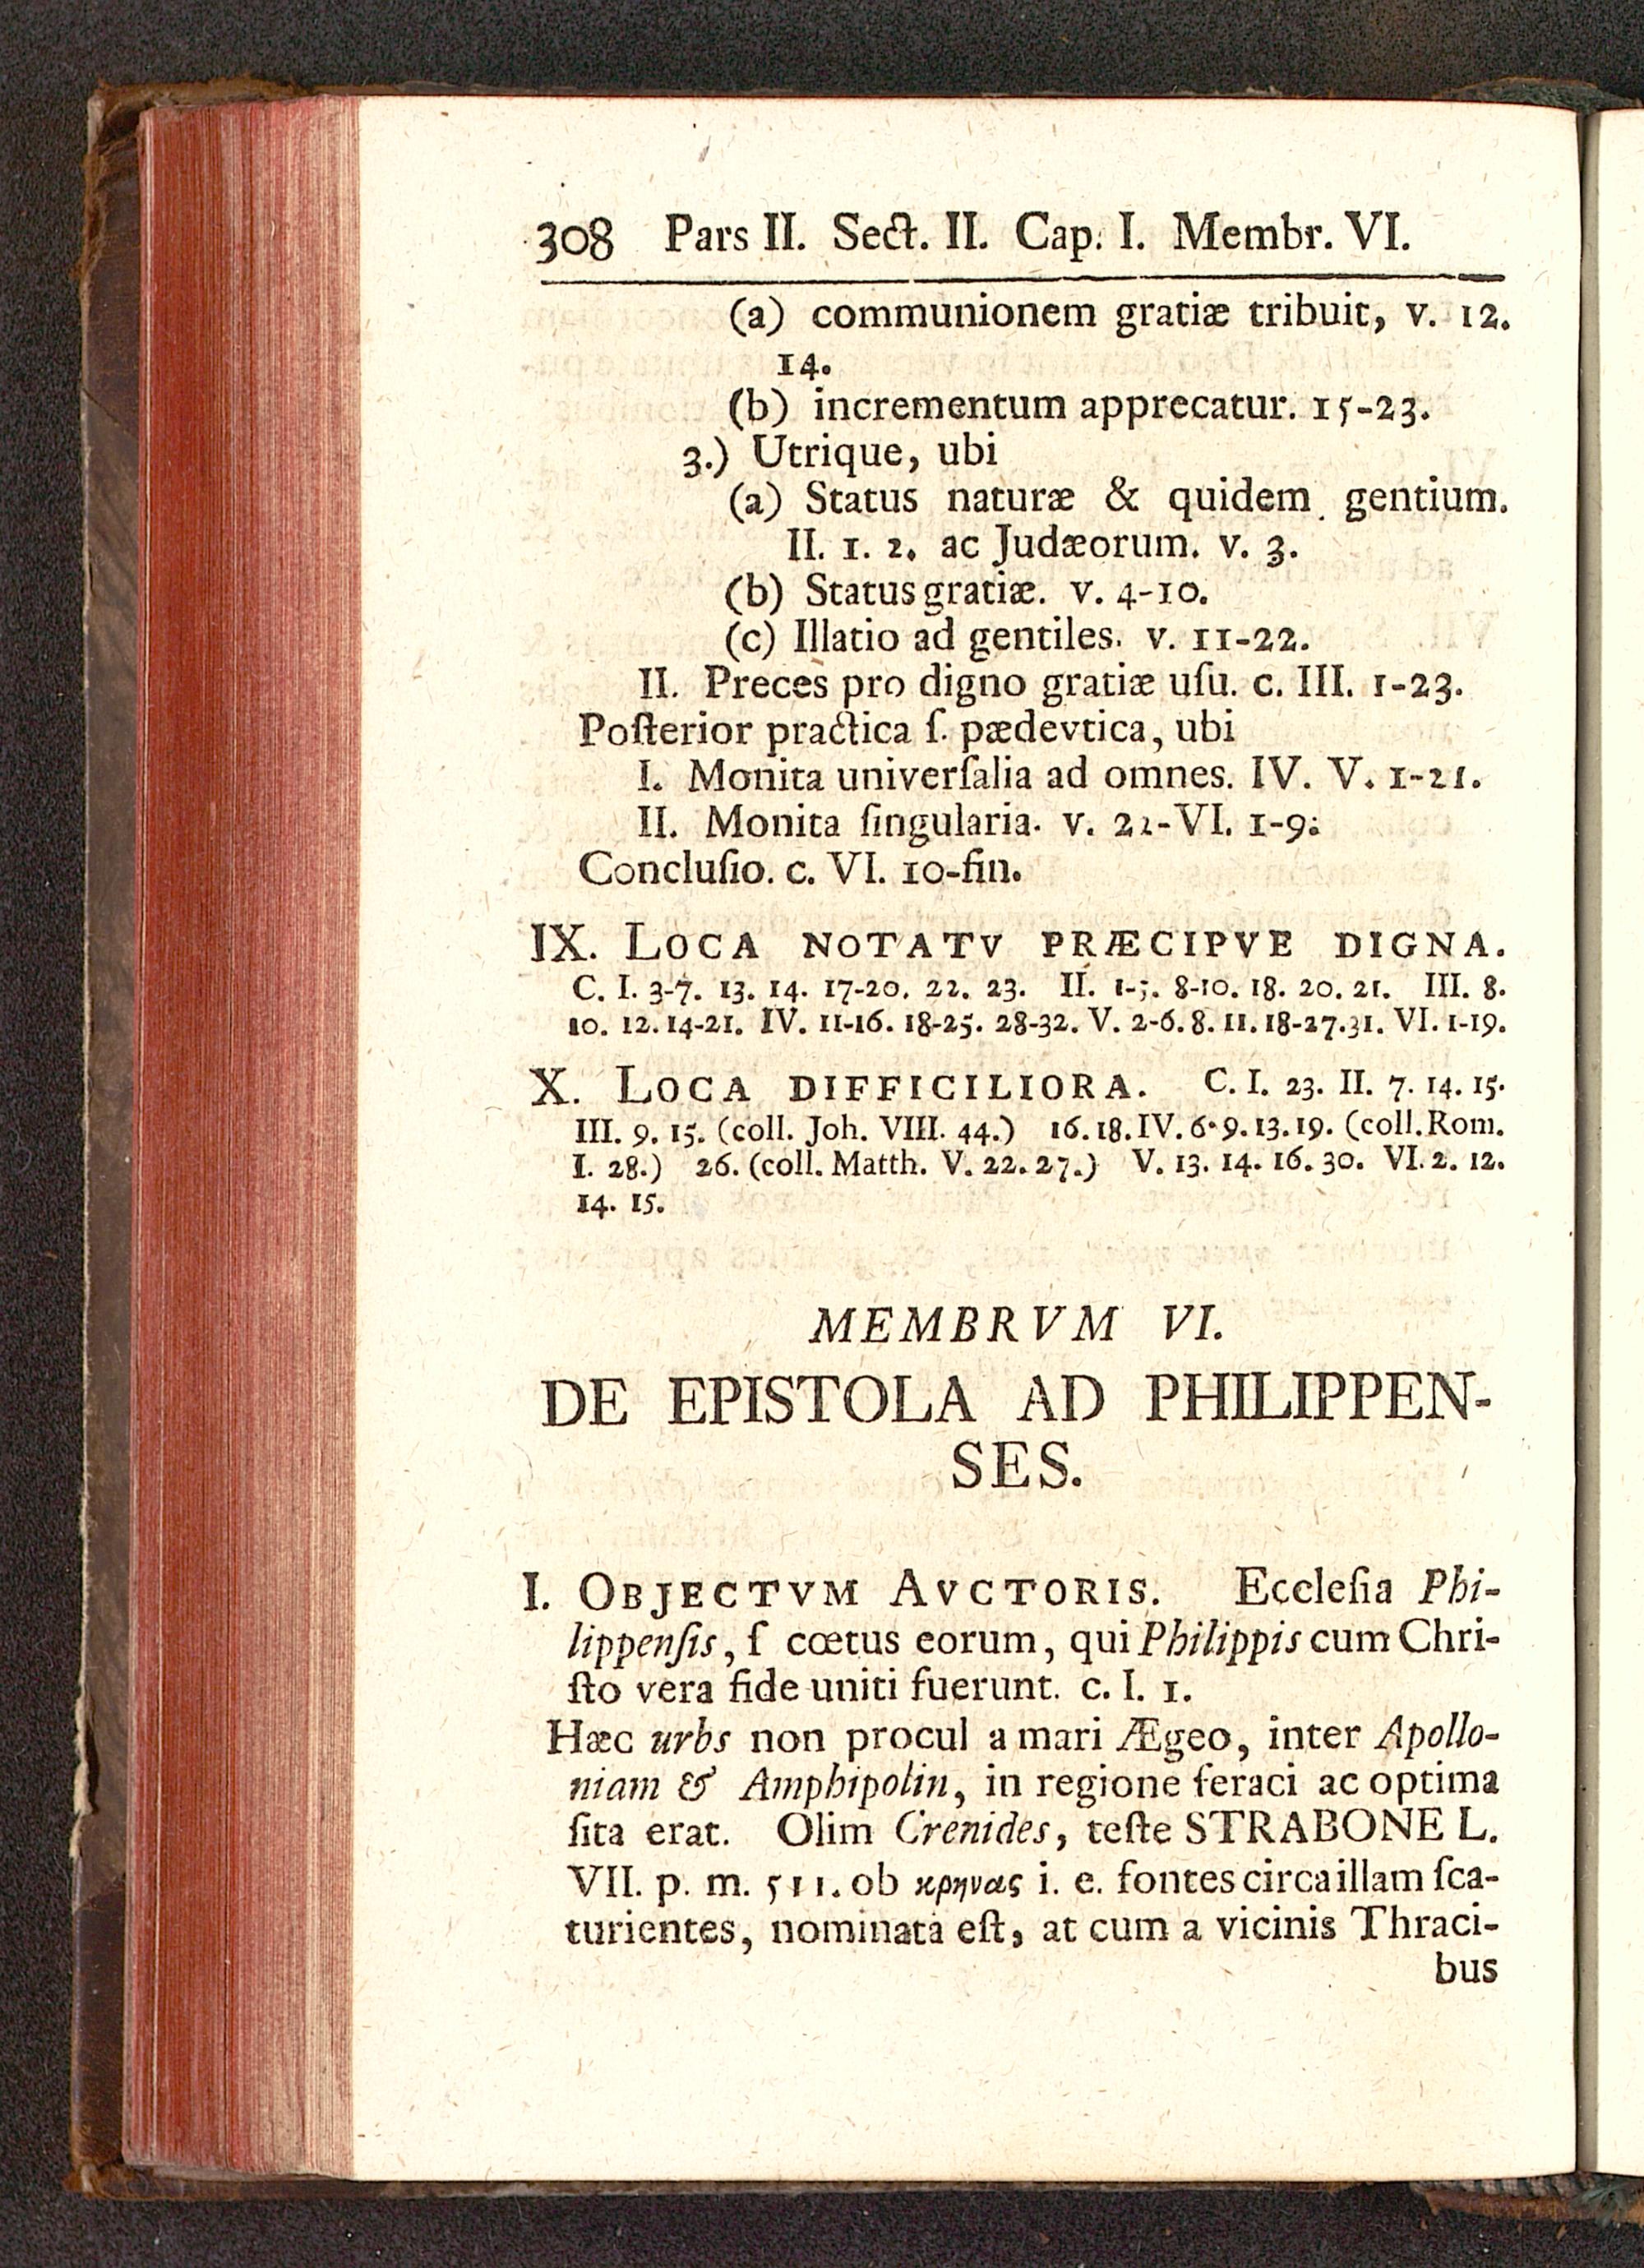 308 Pars II. Sect. II. Cap. I. Membr. VI.
(a) communionem gratiæ tribuit, v. 12.
14.
(b) incrementum apprecatur. 15-23.
3.) Utrique, ubi
(a) Status naturæ & quidem gentium.
II. 1. 2. ac Judæorum. v. 3.
(b) Status gratiæ. v. 4-10.
(c) Illatio ad gentiles. v. 11-22.
II. Preces pro digno gratiæ uſu. c. III. 1-23.
Poſterior practica ſ. pædevtica, ubi
I. Monita univerſalia ad omnes. IV. V. 1-21.
II. Monita ſingularia. v. 22-VI. 1-9.
Concluſio. c. VI. 10-fin.
IX. LOCA NOTATV PRÆCIPVE DIGNA.
C. I. 3-7. 13. 14. 17-20. 22. 23. II. 1-5. 8-10. 18. 20. 21. III. 8.
10. 12. 14-21. IV. 11-16. 18-25. 28-32. V. 2-6. 8. 11. 18-27. 31. VI. 1-19.
X. LOCA DIFFICILIORA. C. I. 23. II. 7. 14. 15.
III. 9. 15. (coll. Joh. VIII. 44.) 16. 18. IV. 6. 9. 13. 19. (coll. Rom.
I. 28.) 26. (coll. Matth. V. 22. 27.) V. 13. 14. 16. 30. VI. 2. 12.
14. 15.
MEMBRVM VI.
DE EPISTOLA AD PHILIPPEN-
SES.
I. OBJECTVM AVCTORIS. Eccleſia Phi-
lippenſis, ſ cœtus eorum, qui Philippis cum Chri-
ſto vera fide uniti fuerunt. c. I. 1.
Hæc urbs non procul a mari Ægeo, inter Apollo-
niam & Amphipolin, in regione feraci ac optima
ſita erat. Olim Crenides, teſte STRABONE L.
VII. p. m. 511. ob κρηνας i. e. fontes circa illam ſca-
turientes, nominata eſt, at cum a vicinis Thraci-
bus